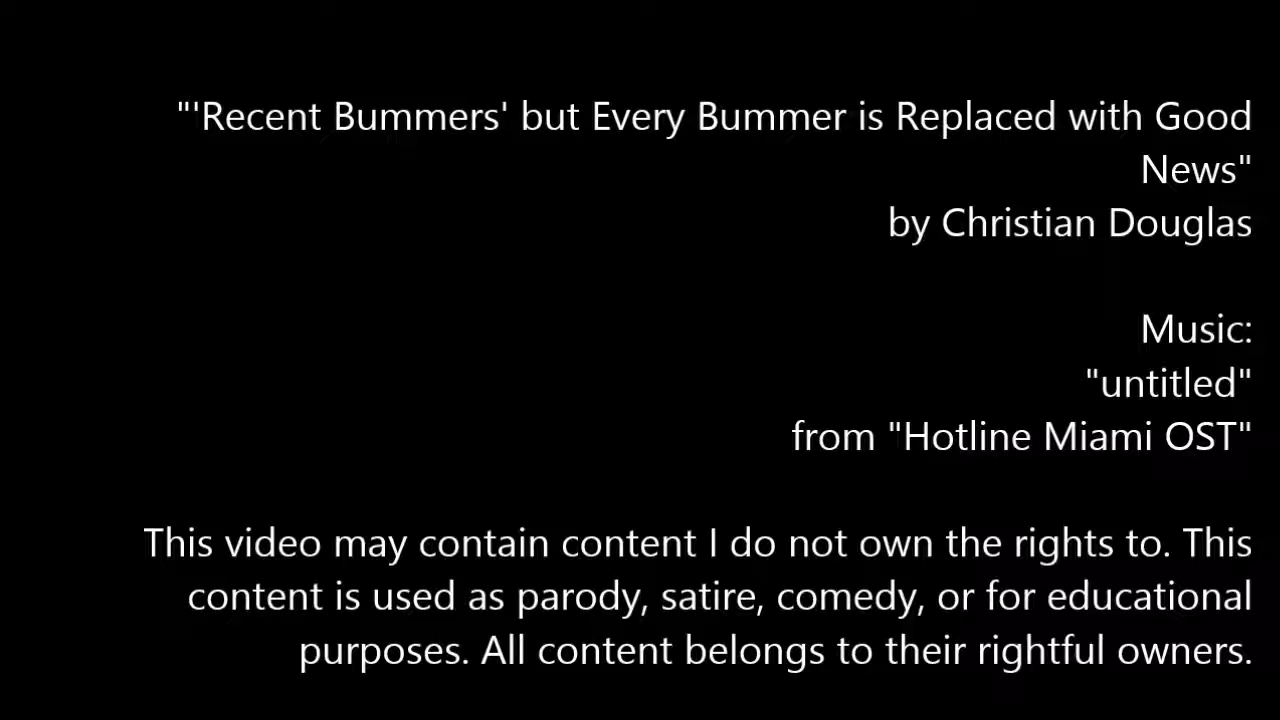 "'Recent Bummers' but Every Bummer is Replaced with Good
News"
by Christian Douglas
Music:
"untitled"
from "Hotline Miami OST"
This video may contain content I do not own the rights to. This
content is used as parody, satire, comedy, or for educational
purposes. All content belongs to their rightful owners.